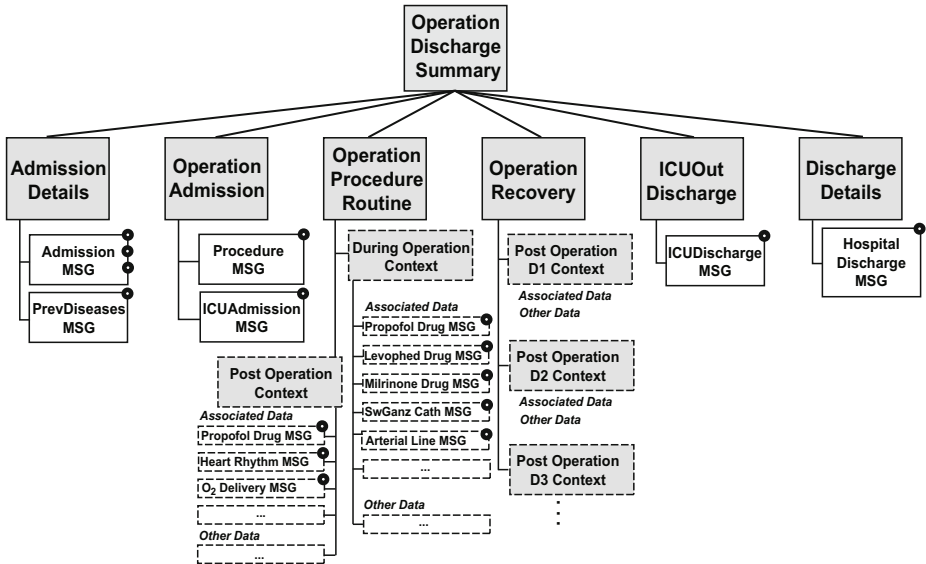 Operation
Discharge
Summary
Admission
Details
Admission
MSG
PrevDiseases
MSG
Operation
Admission
Procedure
MSG
ICUAdmission
MSG
Operation
Procedure
Routine
During Operation
Context
Associated Data
Propofol Drug MSG
Levophed Drug MSG
Milrinone Drug MSG
SwGanz Cath MSG
Arterial Line MSG
...
Other Data
...
Post Operation
Context
Associated Data
Propofol Drug MSG
Heart Rhythm MSG
O₂ Delivery MSG
...
Other Data
...
Operation
Recovery
Post Operation
D1 Context
Associated Data
Other Data
Post Operation
D2 Context
Associated Data
Other Data
Post Operation
D3 Context
ICUOut
Discharge
ICUDischarge
MSG
Discharge
Details
Hospital
Discharge
MSG